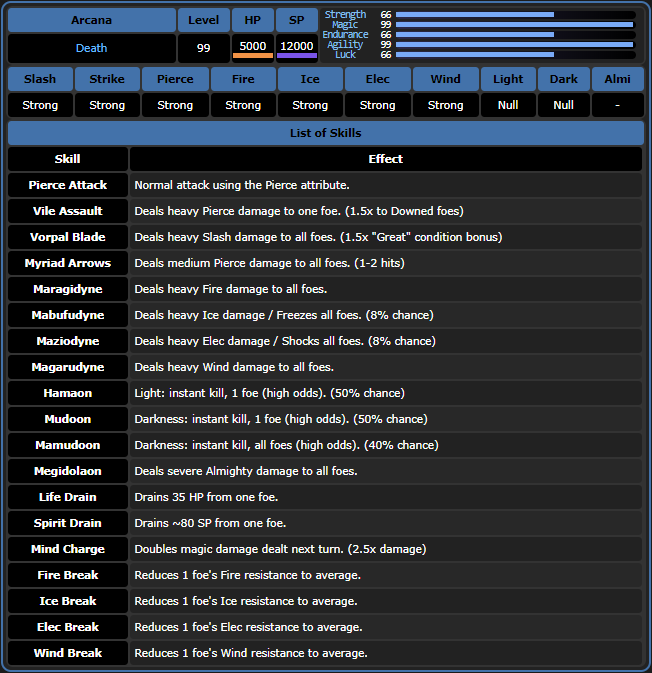 Arcana Level HP SP
Death 99 5000 12000
Strength 66
Magic 99
Endurance 66
Agility 99
Luck 66
Slash Strike Pierce Fire Ice Elec Wind Light Dark Almi
Strong Strong Strong Strong Strong Strong Strong Null Null -
List of Skills
Skill Effect
Pierce Attack Normal attack using the Pierce attribute.
Vile Assault Deals heavy Pierce damage to one foe. (1.5x to Downed foes)
Vorpal Blade Deals heavy Slash damage to all foes. (1.5x "Great" condition bonus)
Myriad Arrows Deals medium Pierce damage to all foes. (1-2 hits)
Maragidyne Deals heavy Fire damage to all foes.
Mabufudyne Deals heavy Ice damage / Freezes all foes. (8% chance)
Maziodyne Deals heavy Elec damage / Shocks all foes. (8% chance)
Magarudyne Deals heavy Wind damage to all foes.
Hamaon Light: instant kill, 1 foe (high odds). (50% chance)
Mudoon Darkness: instant kill, 1 foe (high odds). (50% chance)
Mamudoon Darkness: instant kill, all foes (high odds). (40% chance)
Megidolaon Deals severe Almighty damage to all foes.
Life Drain Drains 35 HP from one foe.
Spirit Drain Drains ~80 SP from one foe.
Mind Charge Doubles magic damage dealt next turn. (2.5x damage)
Fire Break Reduces 1 foe's Fire resistance to average.
Ice Break Reduces 1 foe's Ice resistance to average.
Elec Break Reduces 1 foe's Elec resistance to average.
Wind Break Reduces 1 foe's Wind resistance to average.